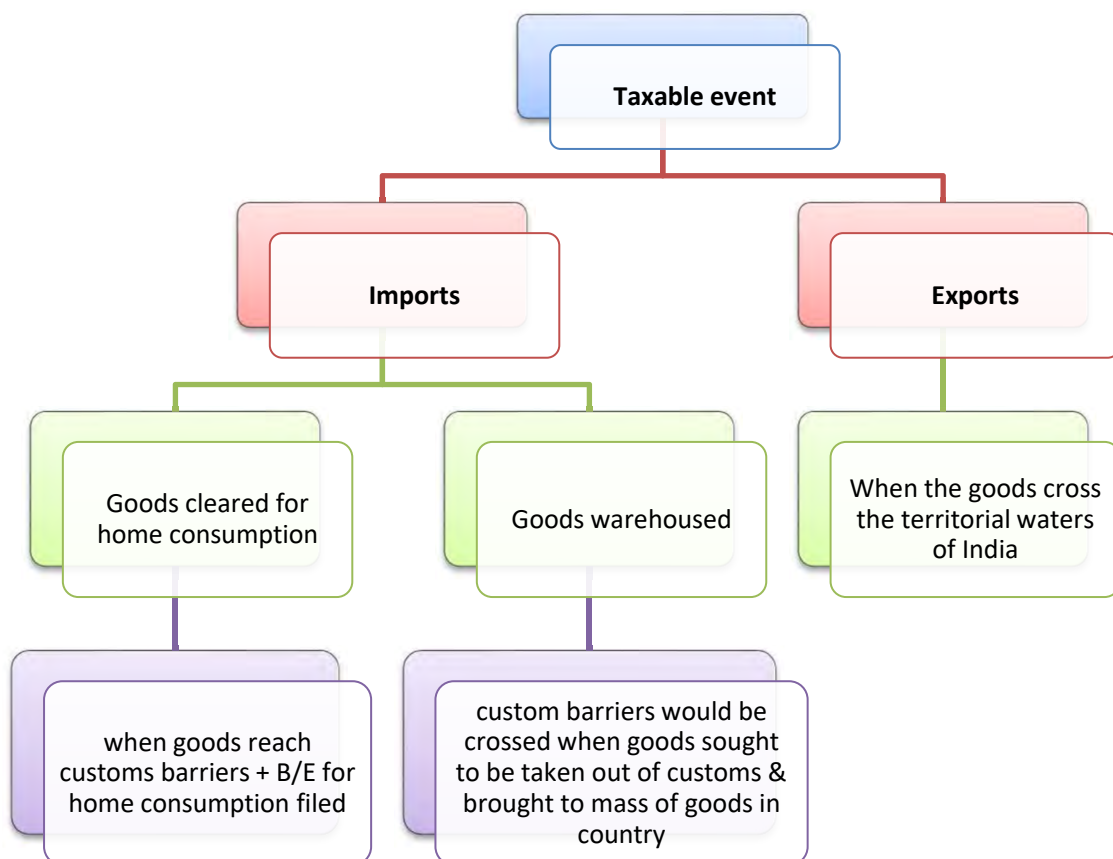 Taxable event
Imports
Exports
Goods cleared for
home consumption
Goods warehoused
When the goods cross
the territorial waters
of India
when goods reach
customs barriers + B/E for
home consumption filed
custom barriers would be
crossed when goods sought
to be taken out of customs &
brought to mass of goods in
country